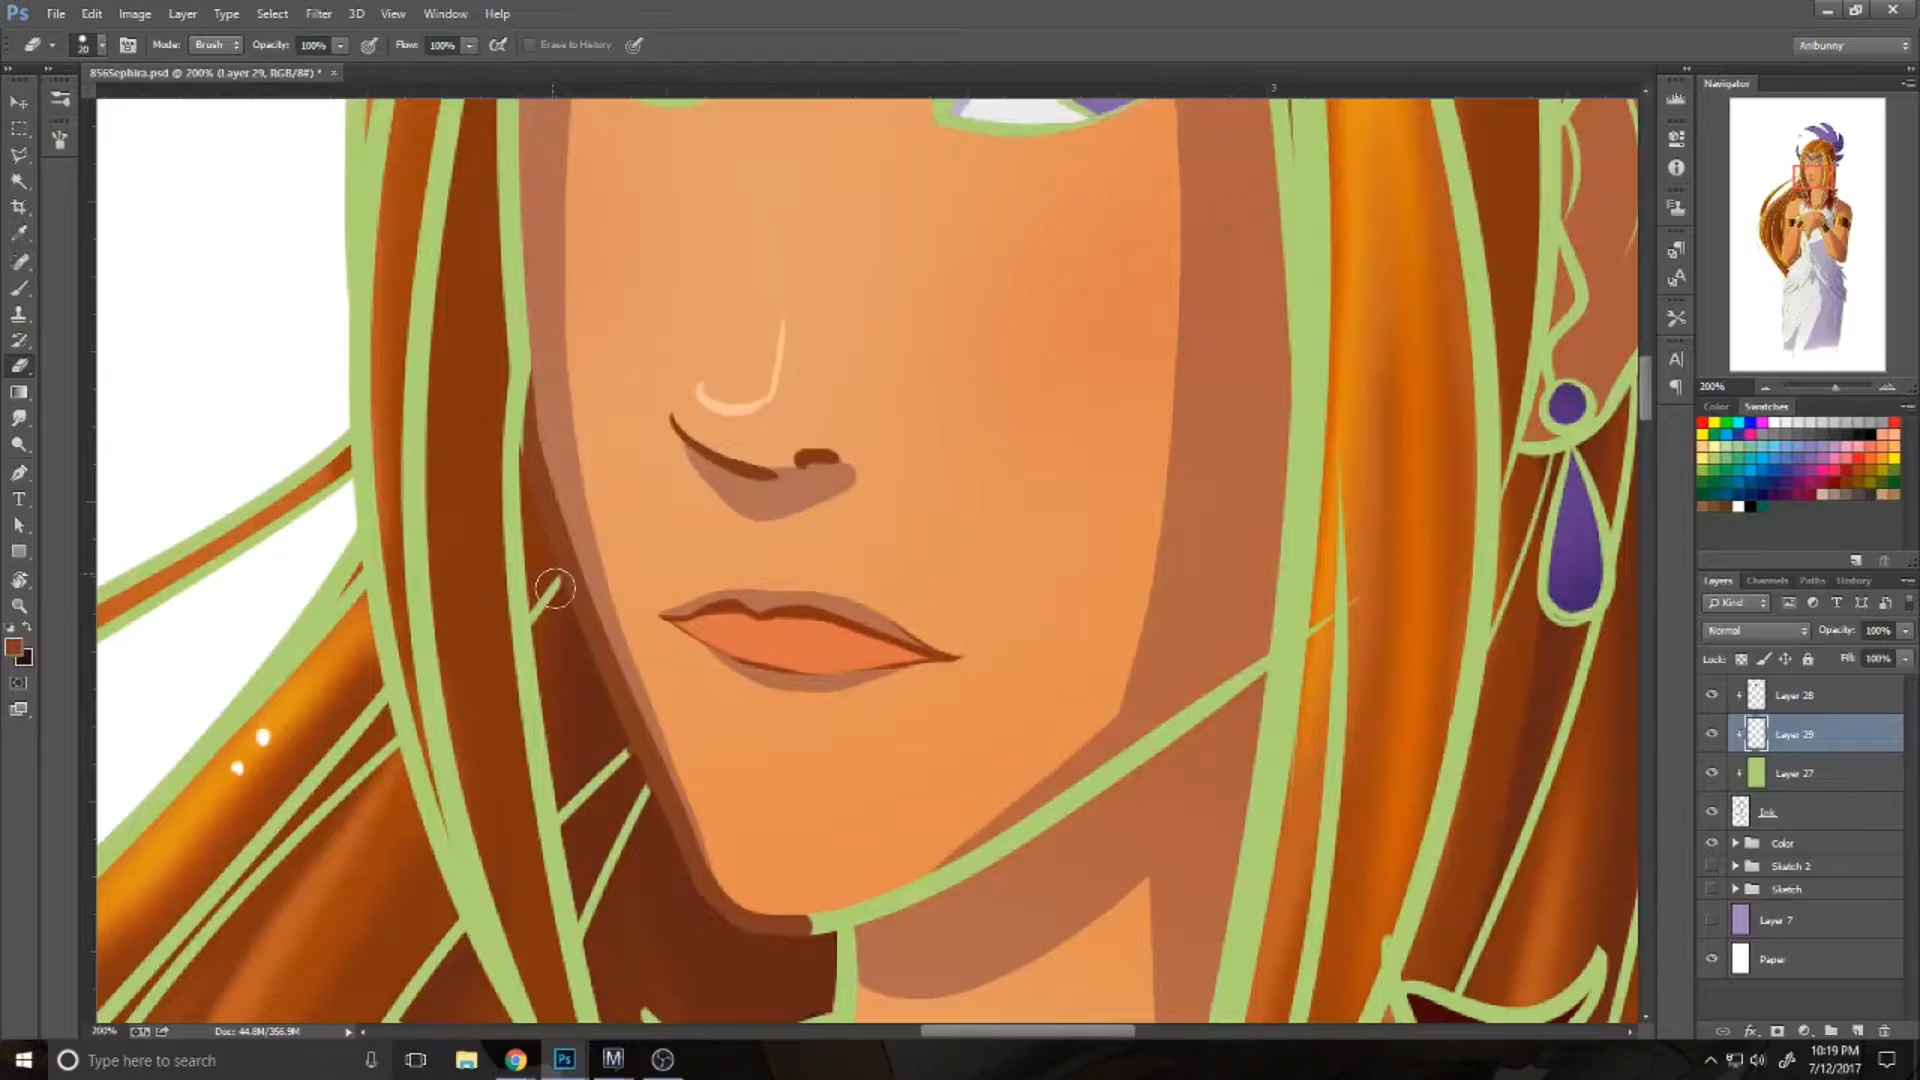 Ps File Edit Image Layer Type Select Filter 3D View Window Help
20 Mode: Brush Opacity: 100% Flow: 100% Erase to History Anibunny
856Sephira.psd @ 200% (Layer 29, RGB/8#) * ×
3
Navigator
200%
Color Swatches
Layers Channels Paths History
Kind
Normal Opacity: 100%
Lock: Fill: 100%
Layer 28
Layer 29
Layer 27
Ink
Color
Sketch 2
Sketch
Layer 7
Paper
200% Doc: 44.8M/356.9M
Type here to search
10:19 PM
7/12/2017